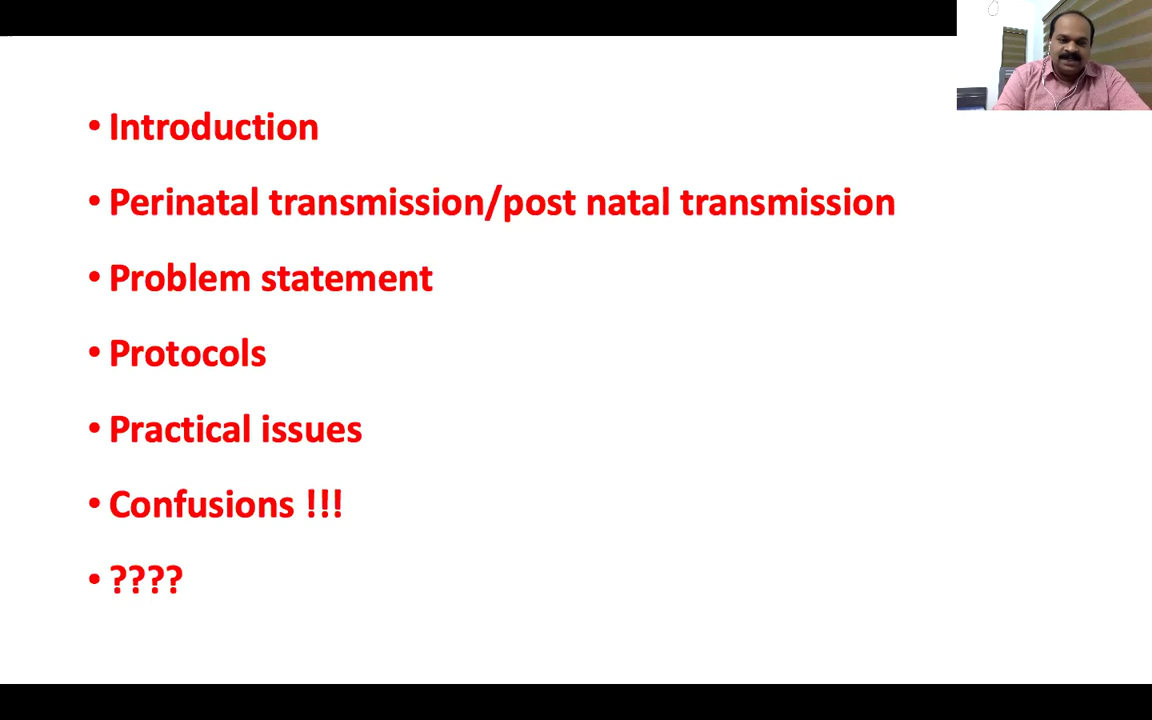 • Introduction
• Perinatal transmission/post natal transmission
• Problem statement
• Protocols
• Practical issues
• Confusions !!!
• ????